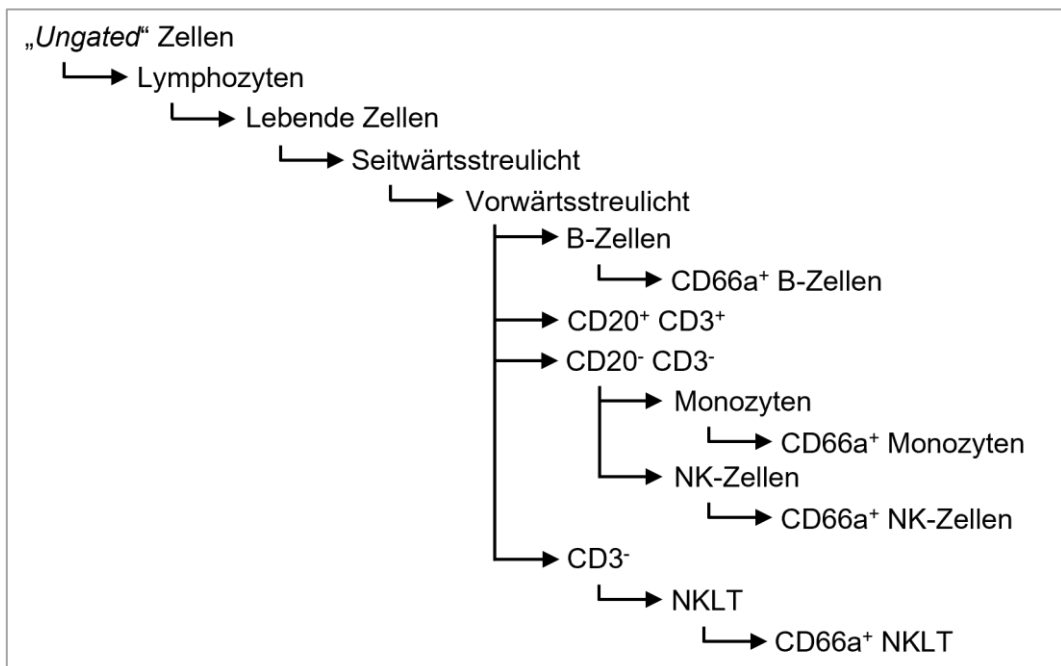 „Ungated“ Zellen
Lymphozyten
Lebende Zellen
Seitwärtsstreulicht
Vorwärtsstreulicht
B-Zellen
CD66a⁺ B-Zellen
CD20⁺ CD3⁺
CD20⁻ CD3⁻
Monozyten
CD66a⁺ Monozyten
NK-Zellen
CD66a⁺ NK-Zellen
CD3⁻
NKLT
CD66a⁺ NKLT